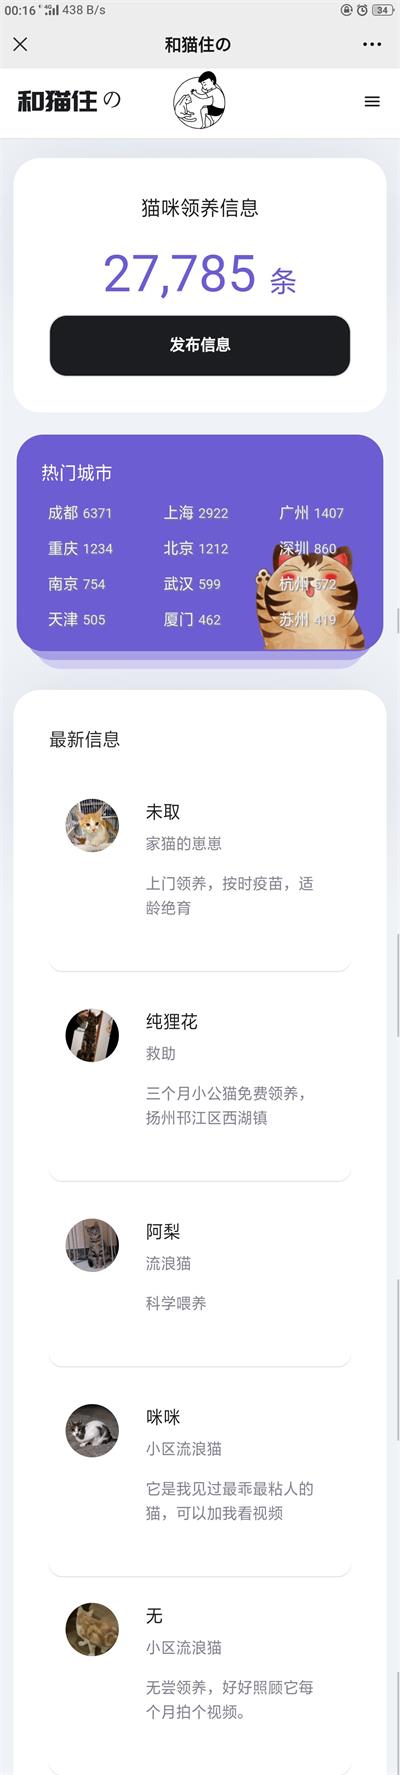 00:16 4G 438 B/s 34
和猫住の
和猫住の
猫咪领养信息
27,785 条
发布信息
热门城市
成都 6371 上海 2922 广州 1407
重庆 1234 北京 1212 深圳 860
南京 754 武汉 599 杭州 572
天津 505 厦门 462 苏州 419
最新信息
未取
家猫的崽崽
上门领养，按时疫苗，适
龄绝育
纯狸花
救助
三个月小公猫免费领养，
扬州邗江区西湖镇
阿梨
流浪猫
科学喂养
咪咪
小区流浪猫
它是我见过最乖最粘人的
猫，可以加我看视频
无
小区流浪猫
无尝领养，好好照顾它每
个月拍个视频。